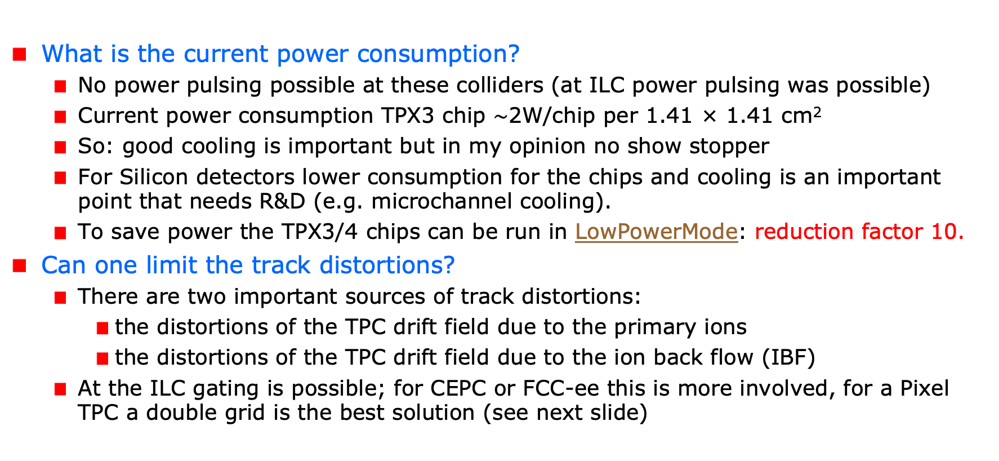 What is the current power consumption?
No power pulsing possible at these colliders (at ILC power pulsing was possible)
Current power consumption TPX3 chip ~2W/chip per 1.41 × 1.41 cm²
So: good cooling is important but in my opinion no show stopper
For Silicon detectors lower consumption for the chips and cooling is an important
point that needs R&D (e.g. microchannel cooling).
To save power the TPX3/4 chips can be run in LowPowerMode: reduction factor 10.
Can one limit the track distortions?
There are two important sources of track distortions:
the distortions of the TPC drift field due to the primary ions
the distortions of the TPC drift field due to the ion back flow (IBF)
At the ILC gating is possible; for CEPC or FCC-ee this is more involved, for a Pixel
TPC a double grid is the best solution (see next slide)